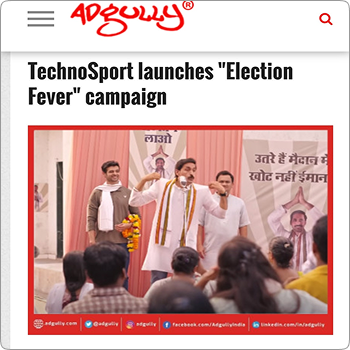 ADGULLY®
TechnoSport launches "Election
Fever" campaign
लाओ
उतरे हैं मैदान में
खोट नहीं ईमान
adgully.com
@adgully
adgully
facebook.com/adgullyindia
linkedin.com/in/adgully